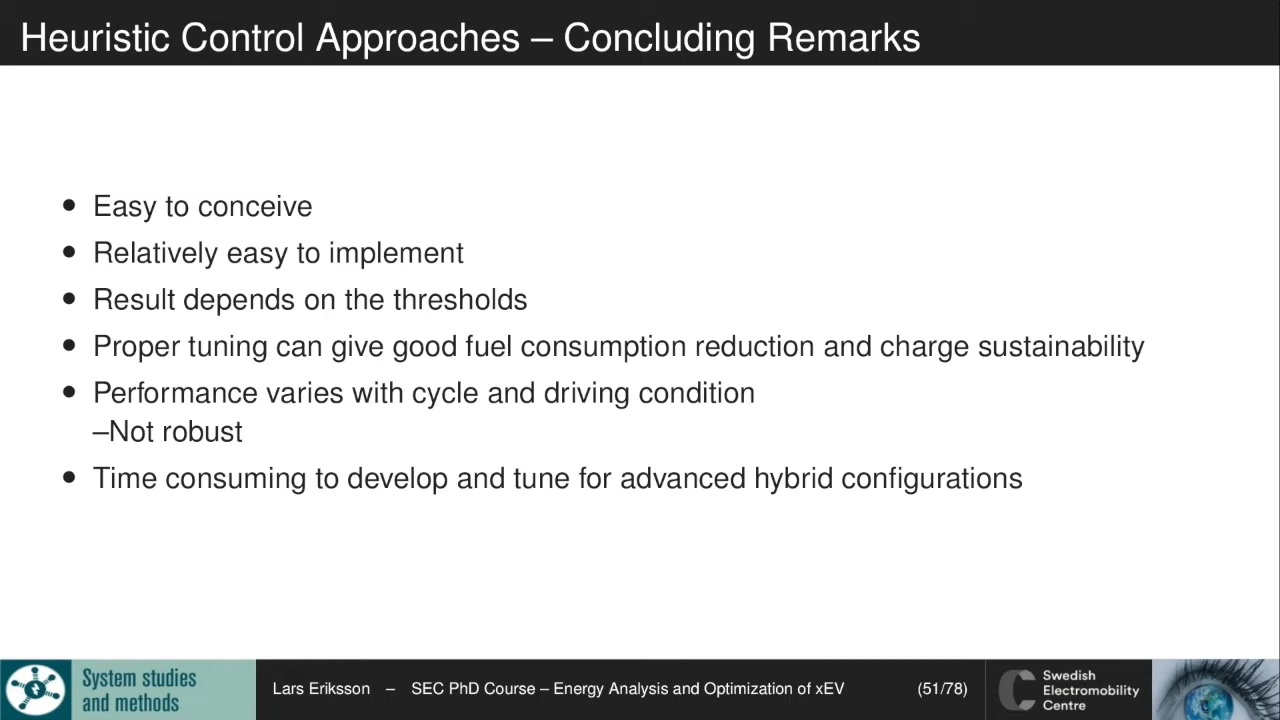 Heuristic Control Approaches – Concluding Remarks
• Easy to conceive
• Relatively easy to implement
• Result depends on the thresholds
• Proper tuning can give good fuel consumption reduction and charge sustainability
• Performance varies with cycle and driving condition
–Not robust
• Time consuming to develop and tune for advanced hybrid configurations
System studies
and methods
Lars Eriksson – SEC PhD Course – Energy Analysis and Optimization of xEV (51/78)
Swedish
Electromobility
Centre